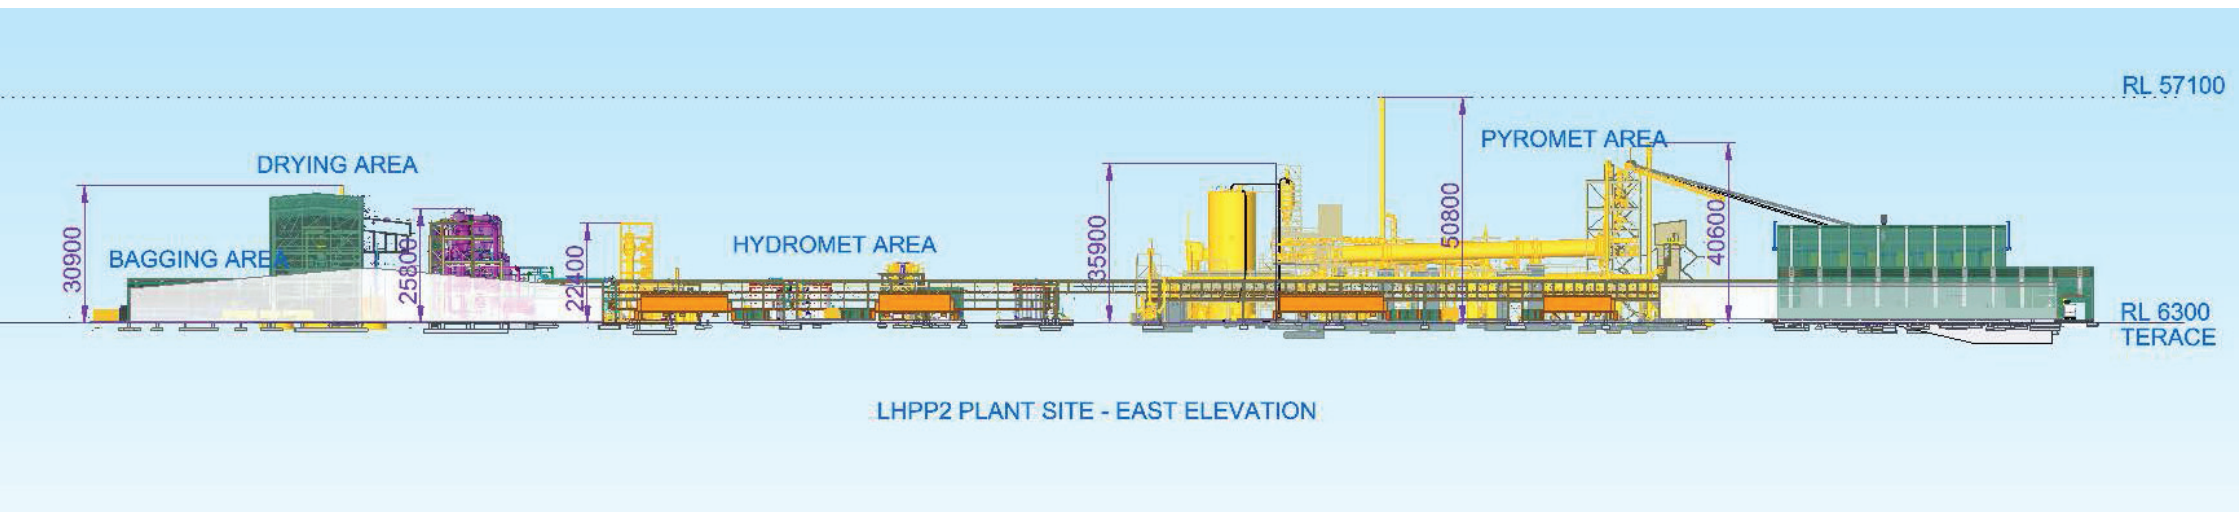 RL 57100
PYROMET AREA
DRYING AREA
HYDROMET AREA
BAGGING AREA
30900
25800
22400
35900
50800
40600
RL 6300
TERACE
LHPP2 PLANT SITE - EAST ELEVATION